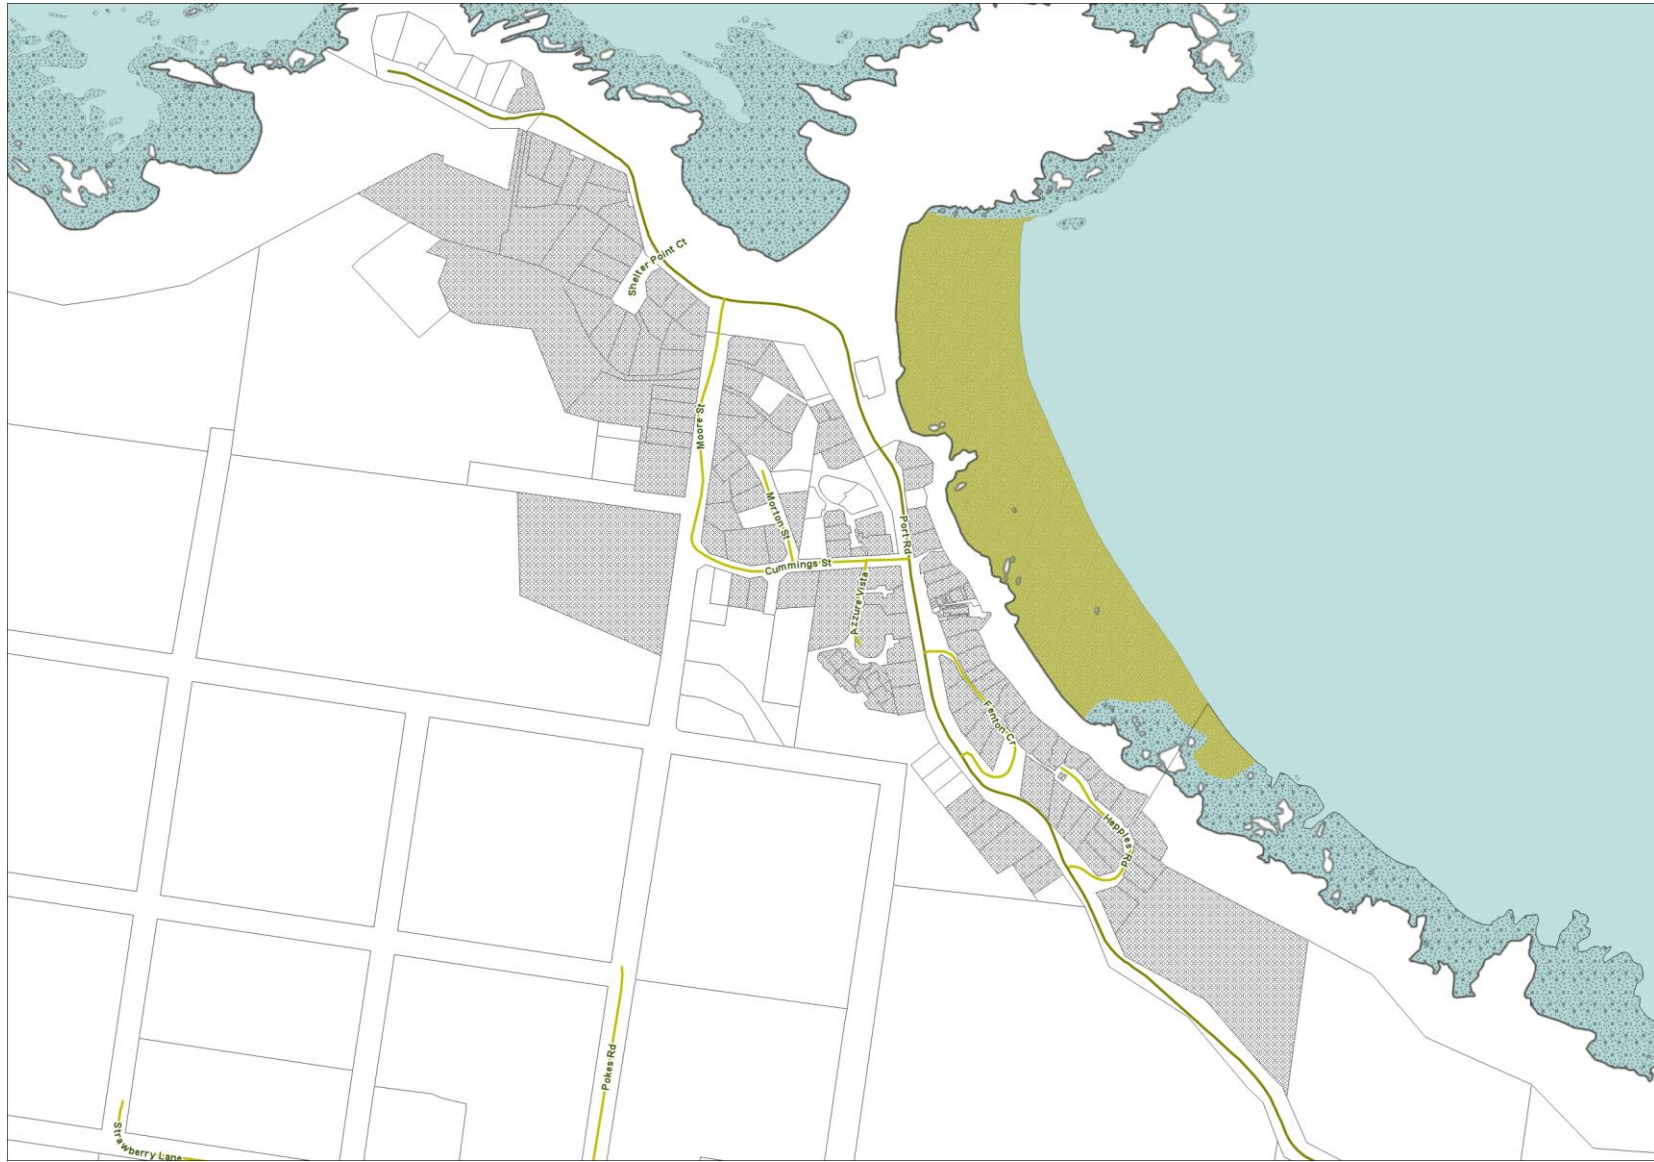 Shelter Point Ct
Moore St
Morton St
Port Rd
Cummings St
Azzure Vista
Fenton Cr
Hepples Rd
Pokes Rd
Strawberry Lane